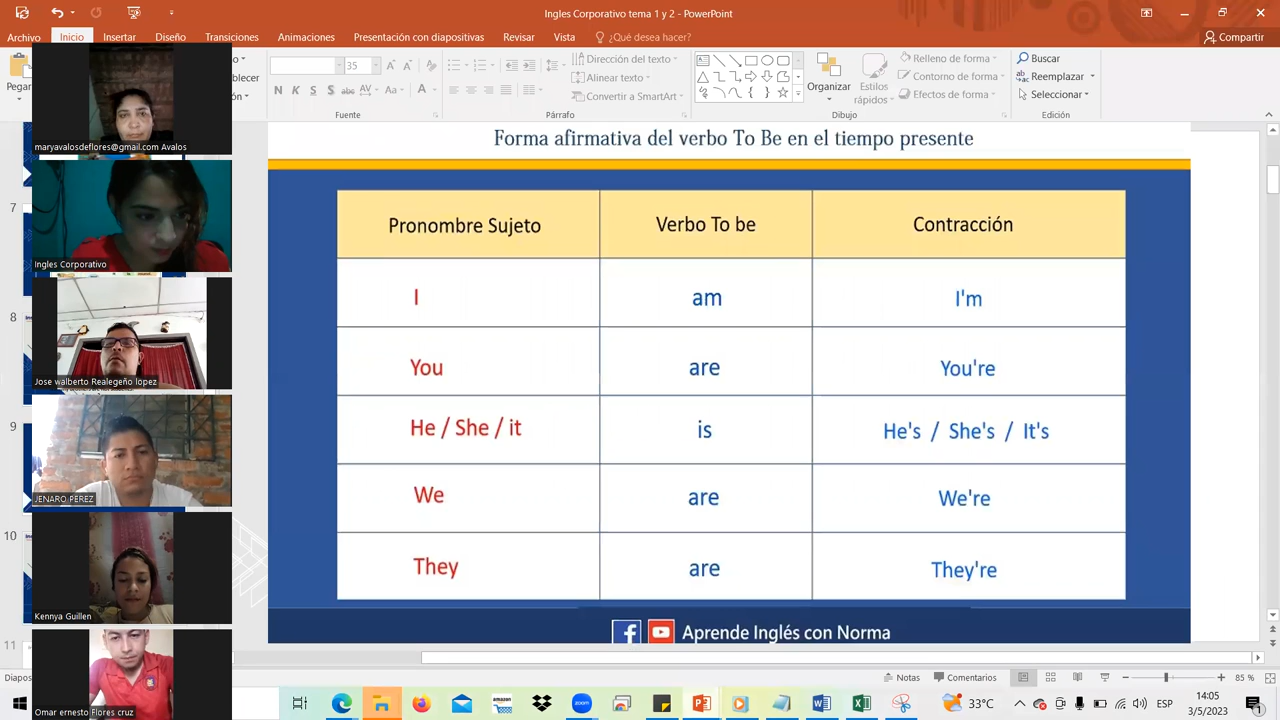 Ingles Corporativo tema 1 y 2 - PowerPoint
Archivo Inicio Insertar Diseño Transiciones Animaciones Presentación con diapositivas Revisar Vista ¿Qué desea hacer? Compartir
35
N K S S abc AV Aa A
Fuente
Párrafo
Dirección del texto
Alinear texto
Convertir a SmartArt
Organizar
Estilos
rápidos
Relleno de forma
Contorno de forma
Efectos de forma
Dibujo
Buscar
Reemplazar
Seleccionar
Edición
maryavalosdeflores@gmail.com Avalos
Ingles Corporativo
Jose walberto Realegeño lopez
JENARO PEREZ
Kennya Guillen
Omar ernesto Flores cruz
Forma afirmativa del verbo To Be en el tiempo presente
Pronombre Sujeto Verbo To be Contracción
I am I'm
You are You're
He / She / it is He's / She's / It's
We are We're
They are They're
Aprende Inglés con Norma
Notas Comentarios 85 %
amazon
zoom
33°C ESP 14:05
3/5/2023
1